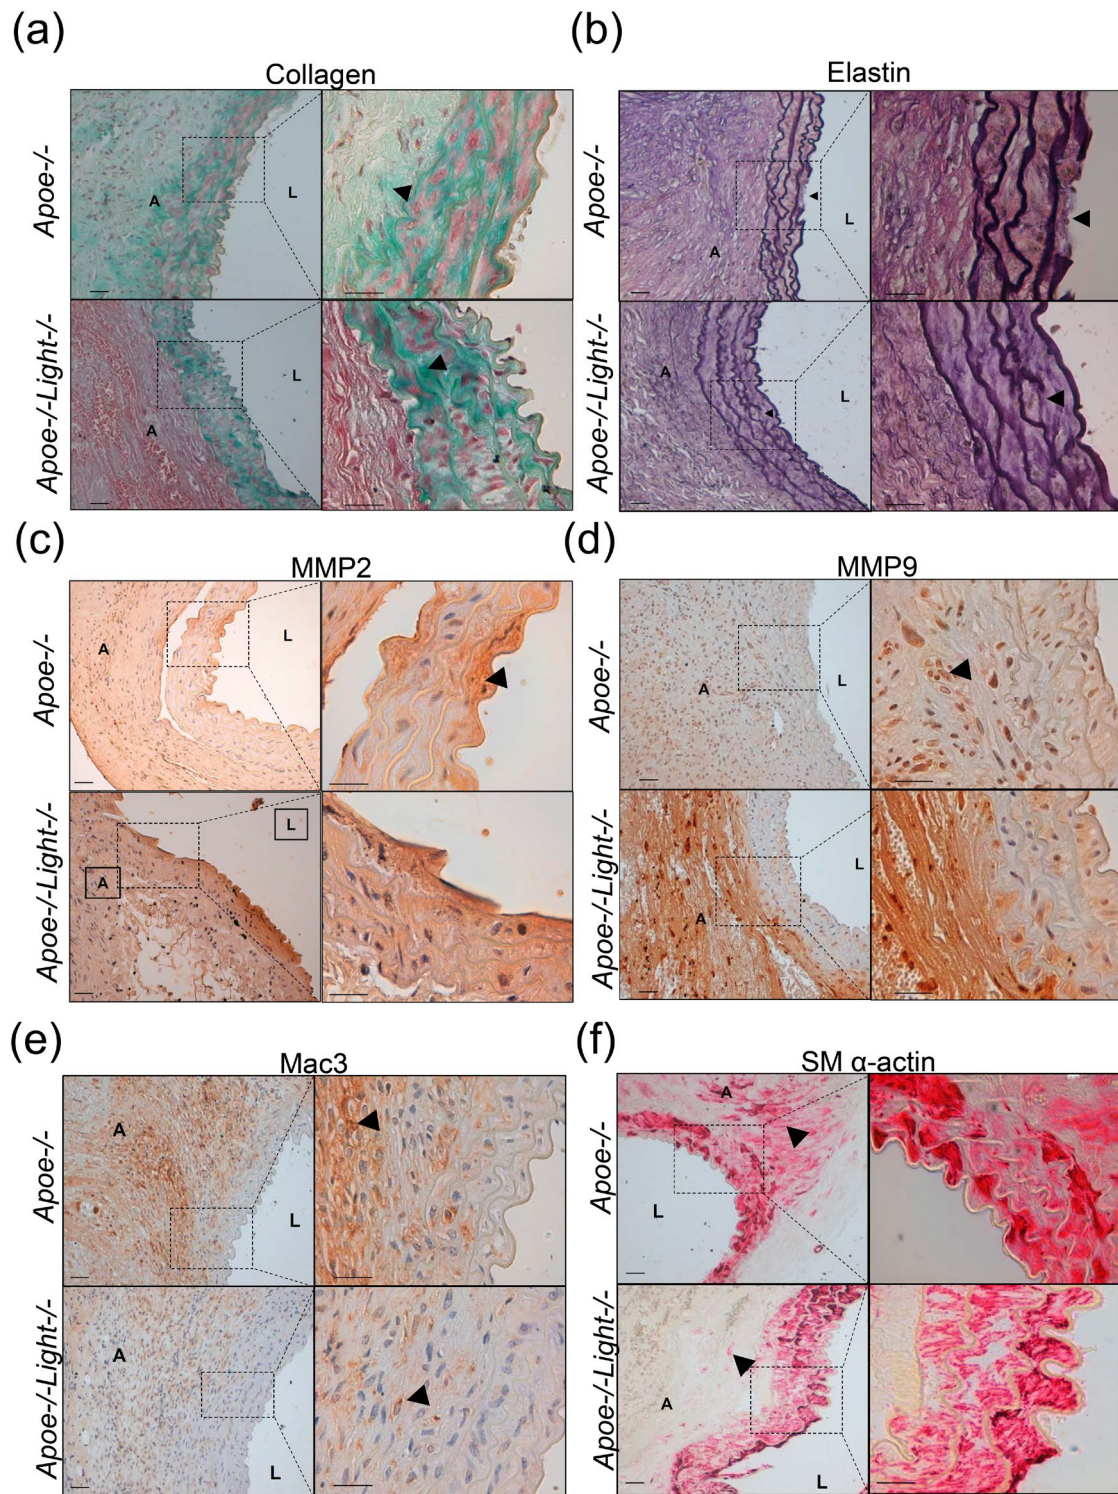 (a)
(b)
Collagen
Elastin
Apoe-/-
A
L
Apoe-/-
A
L
Apoe-/-Light-/-
A
L
Apoe-/-Light-/-
A
L
(c)
(d)
MMP2
MMP9
Apoe-/-
A
L
Apoe-/-
A
L
Apoe-/-Light-/-
A
L
Apoe-/-Light-/-
A
L
(e)
(f)
Mac3
SM α-actin
Apoe-/-
A
L
Apoe-/-
A
L
Apoe-/-Light-/-
A
L
Apoe-/-Light-/-
A
L